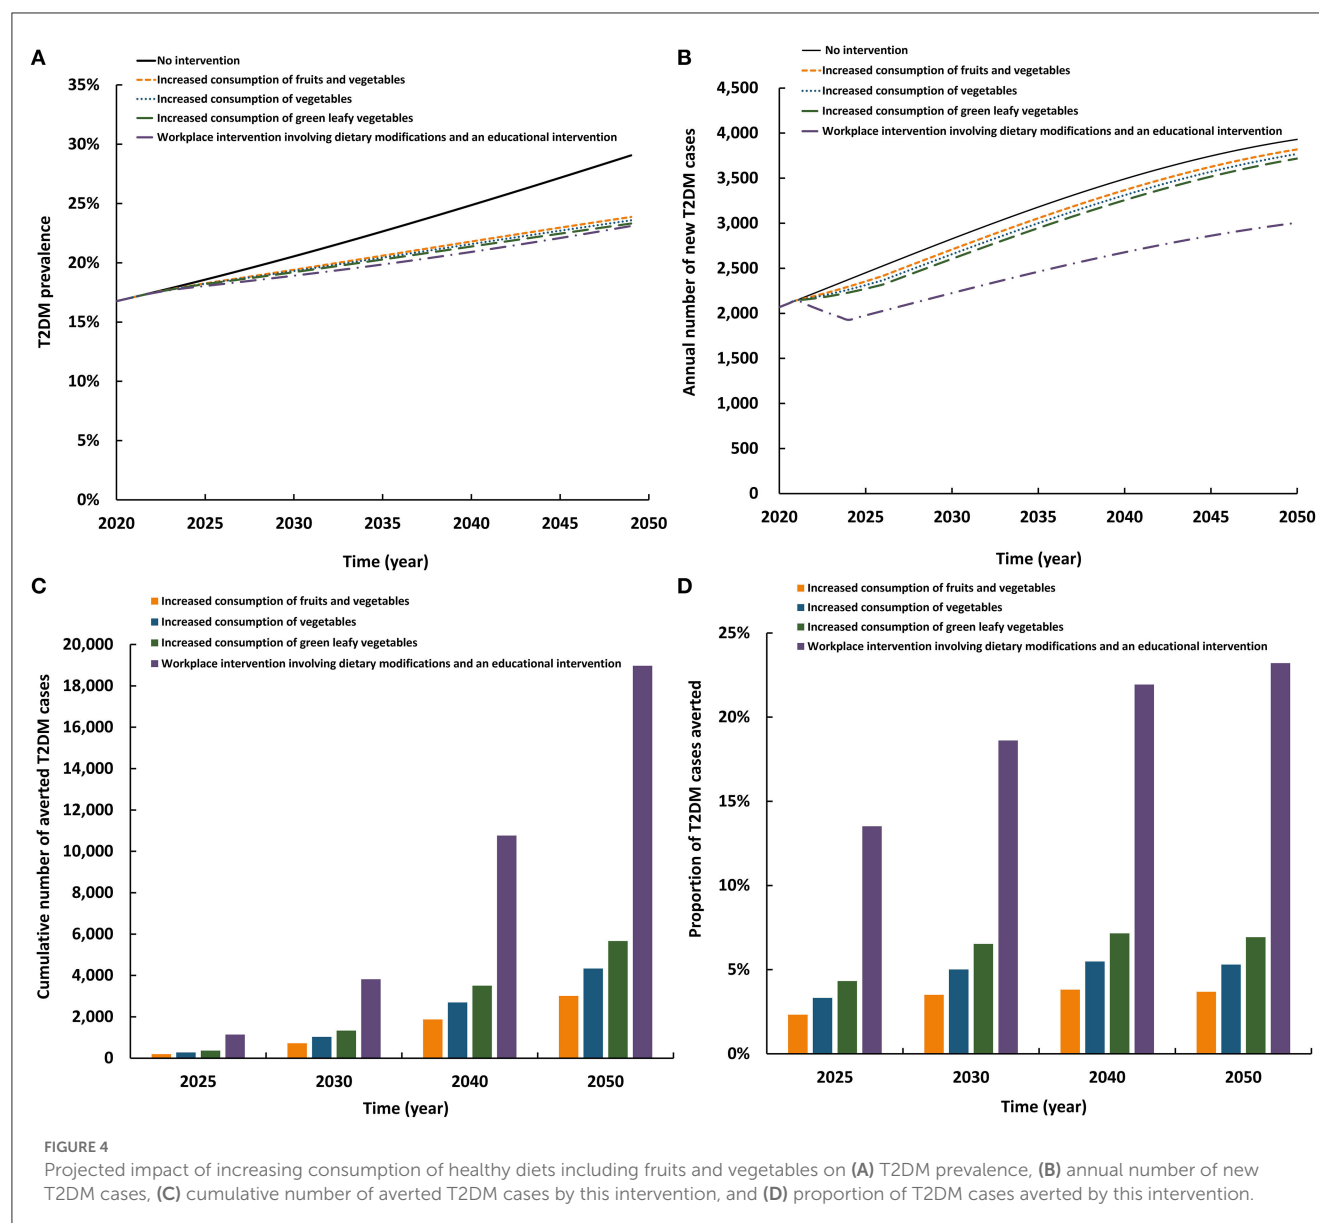 A
No intervention
Increased consumption of fruits and vegetables
Increased consumption of vegetables
Increased consumption of green leafy vegetables
Workplace intervention involving dietary modifications and an educational intervention
35%
30%
25%
20%
15%
10%
5%
0%
T2DM prevalence
2020 2025 2030 2035 2040 2045 2050
Time (year)
B
No intervention
Increased consumption of fruits and vegetables
Increased consumption of vegetables
Increased consumption of green leafy vegetables
Workplace intervention involving dietary modifications and an educational intervention
4,500
4,000
3,500
3,000
2,500
2,000
1,500
1,000
500
0
Annual number of new T2DM cases
2020 2025 2030 2035 2040 2045 2050
Time (year)
C
Increased consumption of fruits and vegetables
Increased consumption of vegetables
Increased consumption of green leafy vegetables
Workplace intervention involving dietary modifications and an educational intervention
20,000
18,000
16,000
14,000
12,000
10,000
8,000
6,000
4,000
2,000
0
Cumulative number of averted T2DM cases
2025 2030 2040 2050
Time (year)
D
Increased consumption of fruits and vegetables
Increased consumption of vegetables
Increased consumption of green leafy vegetables
Workplace intervention involving dietary modifications and an educational intervention
25%
20%
15%
10%
5%
0%
Proportion of T2DM cases averted
2025 2030 2040 2050
Time (year)
FIGURE 4
Projected impact of increasing consumption of healthy diets including fruits and vegetables on (A) T2DM prevalence, (B) annual number of new
T2DM cases, (C) cumulative number of averted T2DM cases by this intervention, and (D) proportion of T2DM cases averted by this intervention.